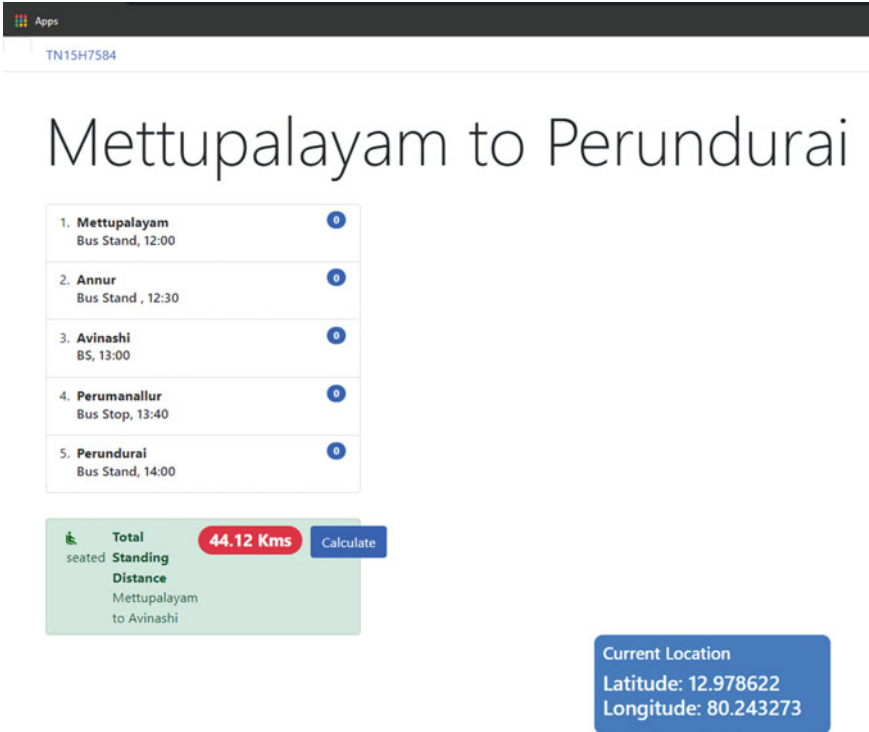 Apps
TN15H7584
Mettupalayam to Perundurai
1. Mettupalayam 0
Bus Stand, 12:00
2. Annur 0
Bus Stand , 12:30
3. Avinashi 0
BS, 13:00
4. Perumanallur 0
Bus Stop, 13:40
5. Perundurai 0
Bus Stand, 14:00
Total 44.12 Kms Calculate
seated Standing
Distance
Mettupalayam
to Avinashi
Current Location
Latitude: 12.978622
Longitude: 80.243273